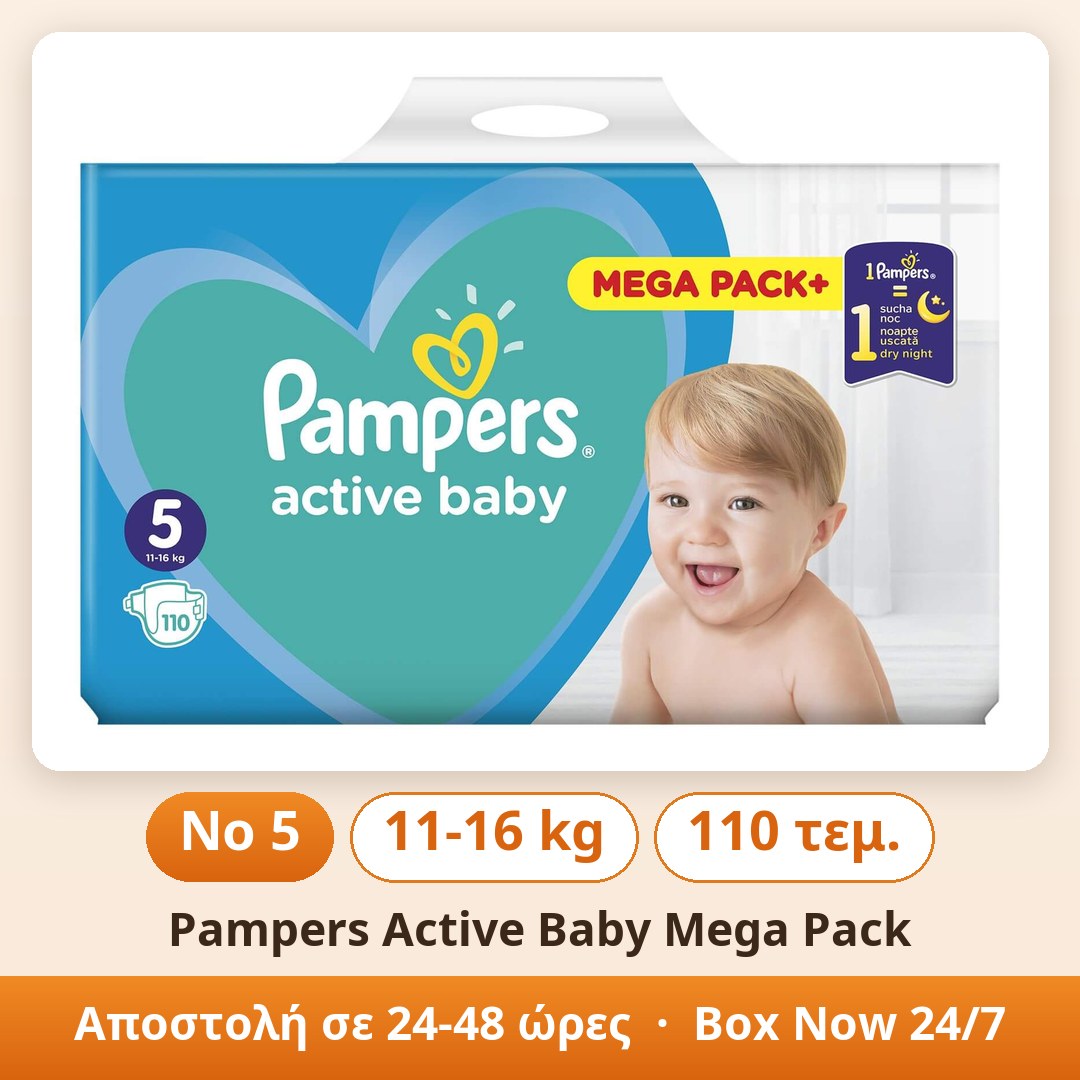 MEGA PACK+
1 Pampers®
=
1 sucha
noc
noapte
uscată
dry night
Pampers®
active baby
5
11-16 kg
110
No 5
11-16 kg
110 τεμ.
Pampers Active Baby Mega Pack
Αποστολή σε 24-48 ώρες · Box Now 24/7